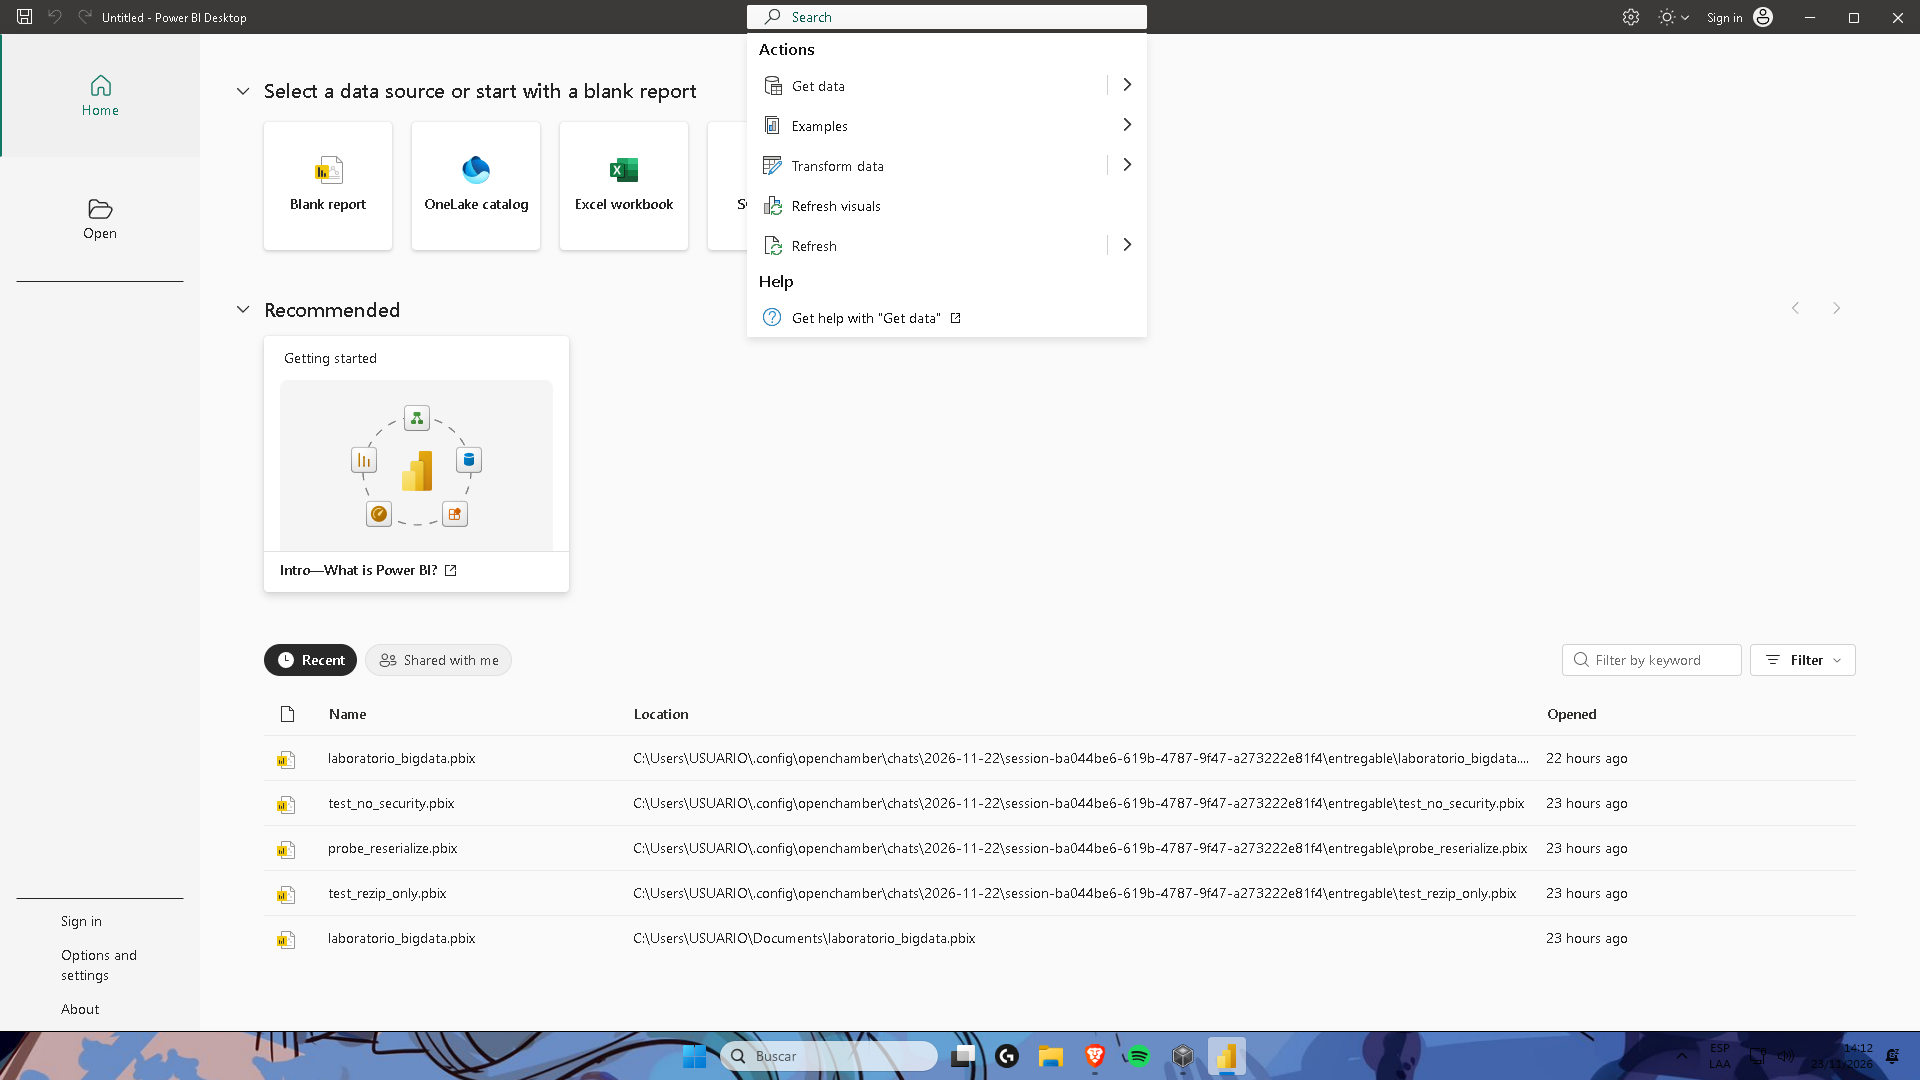 Untitled - Power BI Desktop
Search
Sign in
Home
Open
Select a data source or start with a blank report
Blank report
OneLake catalog
Excel workbook
Actions
Get data
Examples
Transform data
Refresh visuals
Refresh
Help
Get help with "Get data"
Recommended
Getting started
Intro—What is Power BI?
Recent
Shared with me
Filter by keyword
Filter
Name
Location
Opened
laboratorio_bigdata.pbix
C:\Users\USUARIO\.config\openchamber\chats\2026-11-22\session-ba044be6-619b-4787-9f47-a273222e81f4\entregable\laboratorio_bigdata....
22 hours ago
test_no_security.pbix
C:\Users\USUARIO\.config\openchamber\chats\2026-11-22\session-ba044be6-619b-4787-9f47-a273222e81f4\entregable\test_no_security.pbix
23 hours ago
probe_reserialize.pbix
C:\Users\USUARIO\.config\openchamber\chats\2026-11-22\session-ba044be6-619b-4787-9f47-a273222e81f4\entregable\probe_reserialize.pbix
23 hours ago
test_rezip_only.pbix
C:\Users\USUARIO\.config\openchamber\chats\2026-11-22\session-ba044be6-619b-4787-9f47-a273222e81f4\entregable\test_rezip_only.pbix
23 hours ago
laboratorio_bigdata.pbix
C:\Users\USUARIO\Documents\laboratorio_bigdata.pbix
23 hours ago
Sign in
Options and
settings
About
Buscar
ESP
LAA
14:12
23/11/2026